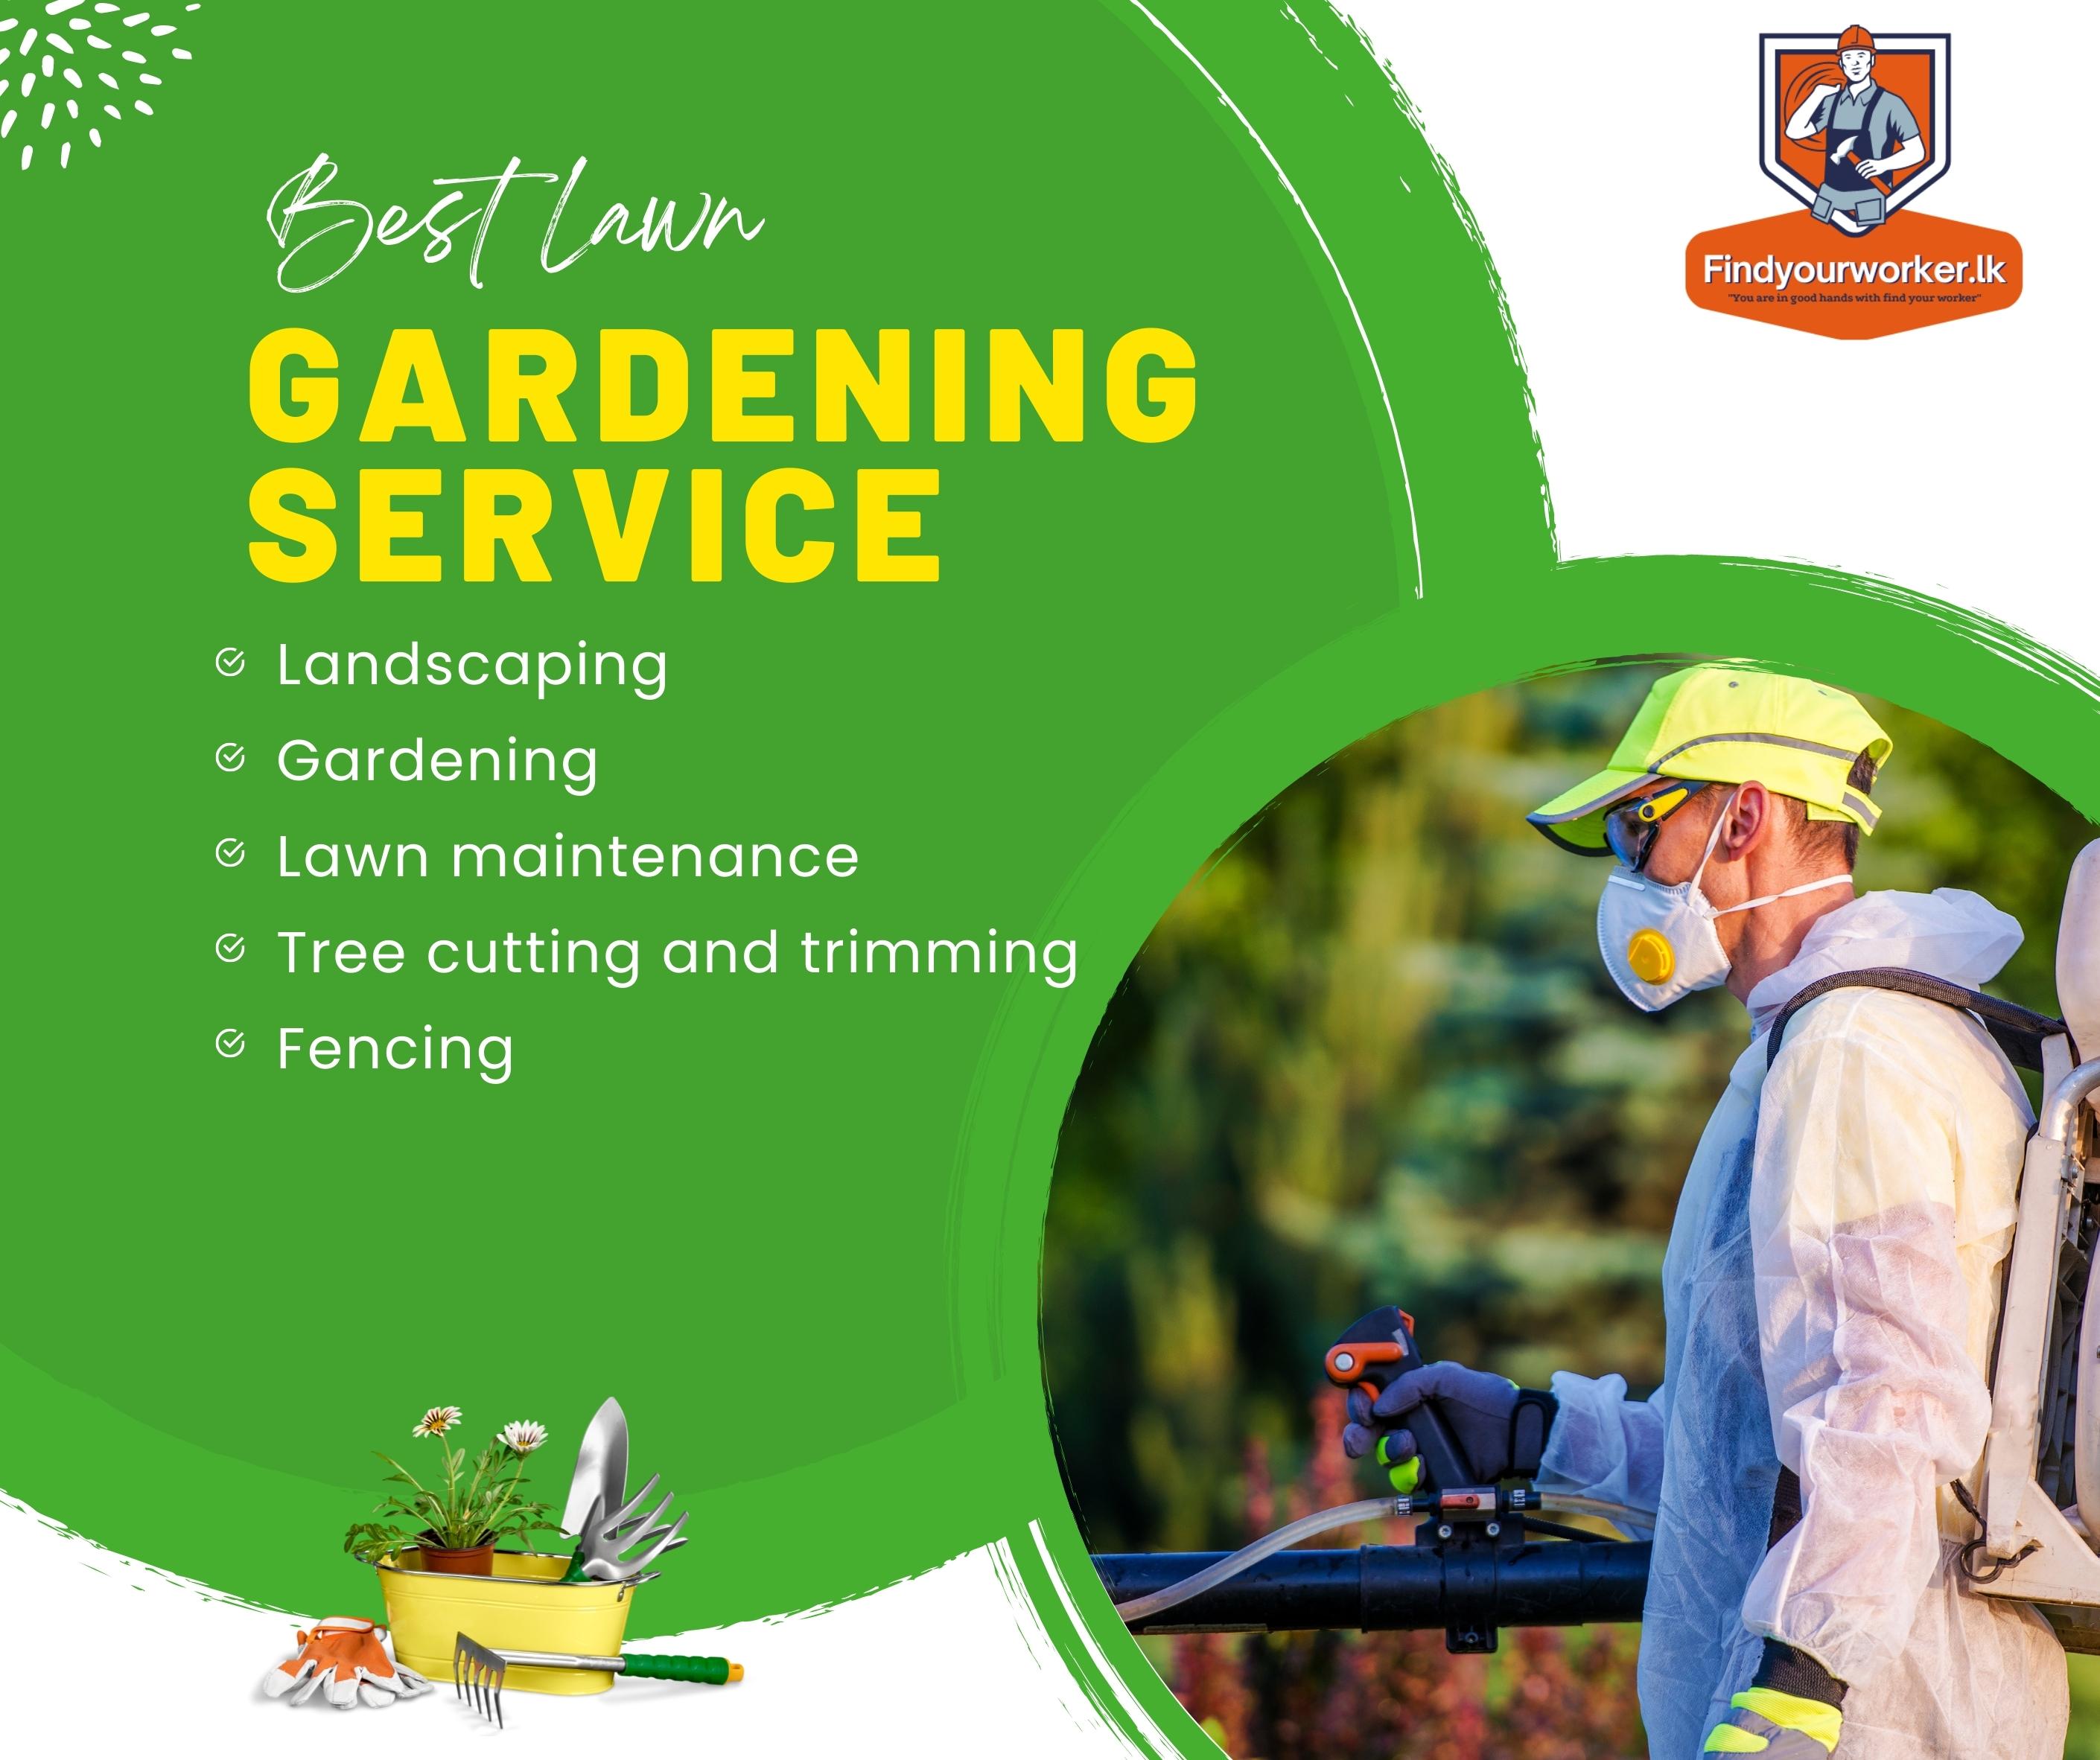 Best Lawn
GARDENING
SERVICE
Landscaping
Gardening
Lawn maintenance
Tree cutting and trimming
Fencing
Findyourworker.lk
"You are in good hands with find your worker"